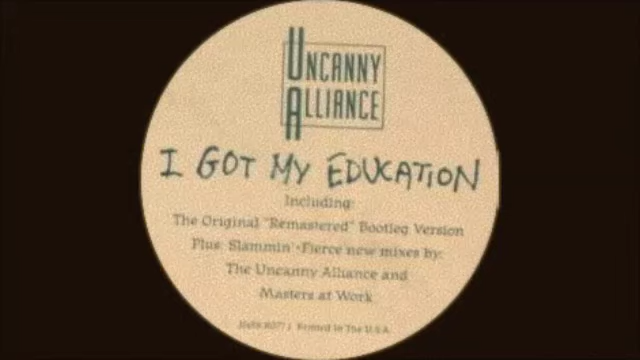 UNCANNY
ALLIANCE
I GOT MY EDUCATION
Including:
The Original "Remastered" Bootleg Version
Plus: Slammin'•Fierce new mixes by:
The Uncanny Alliance and
Masters at Work
Printed In The U.S.A.